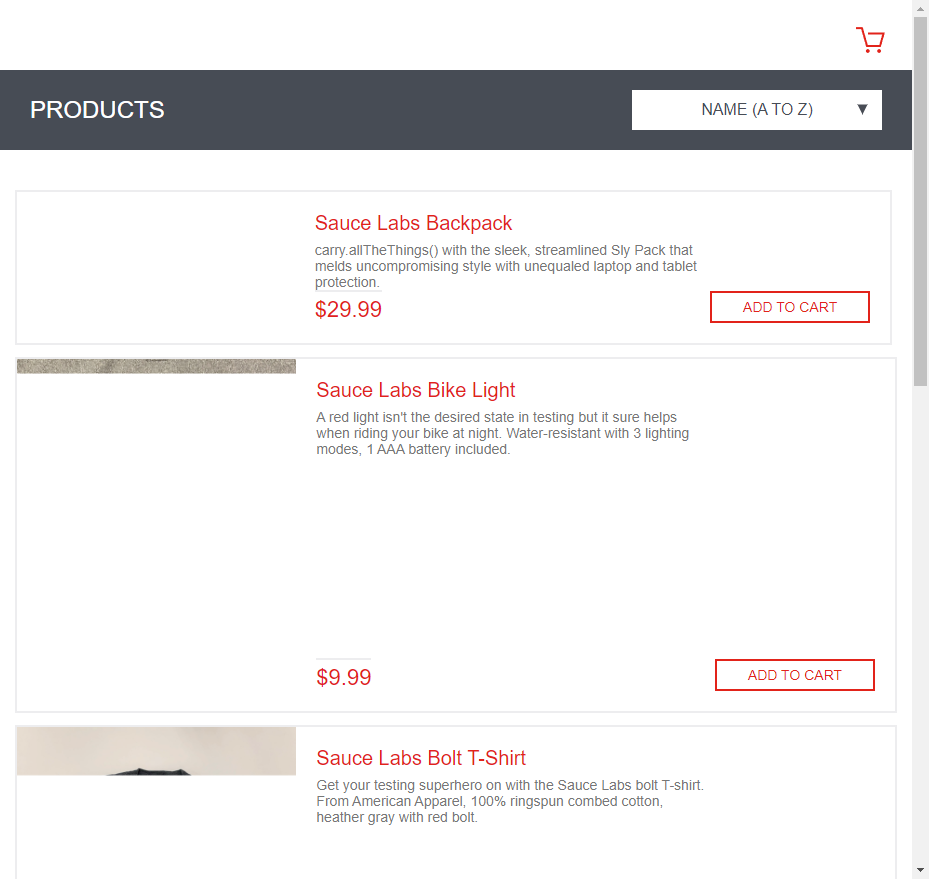 PRODUCTS
NAME (A TO Z)
Sauce Labs Backpack
carry.allTheThings() with the sleek, streamlined Sly Pack that
melds uncompromising style with unequaled laptop and tablet
protection.
$29.99
ADD TO CART
Sauce Labs Bike Light
A red light isn't the desired state in testing but it sure helps
when riding your bike at night. Water-resistant with 3 lighting
modes, 1 AAA battery included.
$9.99
ADD TO CART
Sauce Labs Bolt T-Shirt
Get your testing superhero on with the Sauce Labs bolt T-shirt.
From American Apparel, 100% ringspun combed cotton,
heather gray with red bolt.